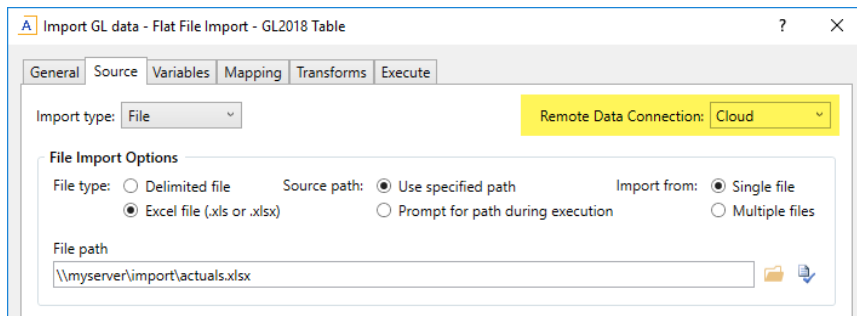 A Import GL data - Flat File Import - GL2018 Table ?
General Source Variables Mapping Transforms Execute
Import type: File Remote Data Connection: Cloud
File Import Options
File type: Delimited file Source path: Use specified path Import from: Single file
Excel file (.xls or .xlsx) Prompt for path during execution Multiple files
File path
\\myserver\import\actuals.xlsx